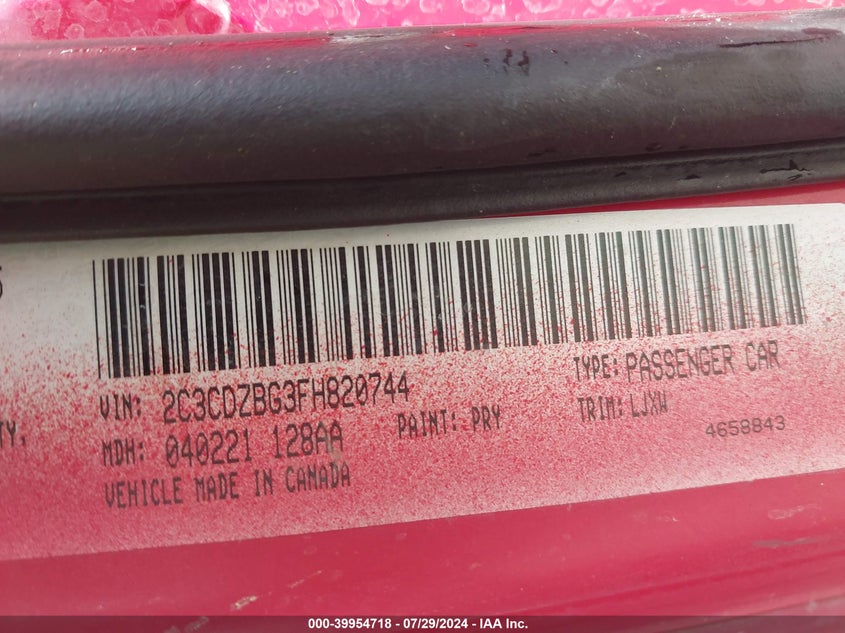 VIN: 2C3CDZBG3FH820744
TYPE: PASSENGER CAR
MDH: 040221 128AA
PAINT: PRY
TRIM: LJXW
VEHICLE MADE IN CANADA
4658843
000-39954718 - 07/29/2024 - IAA Inc.